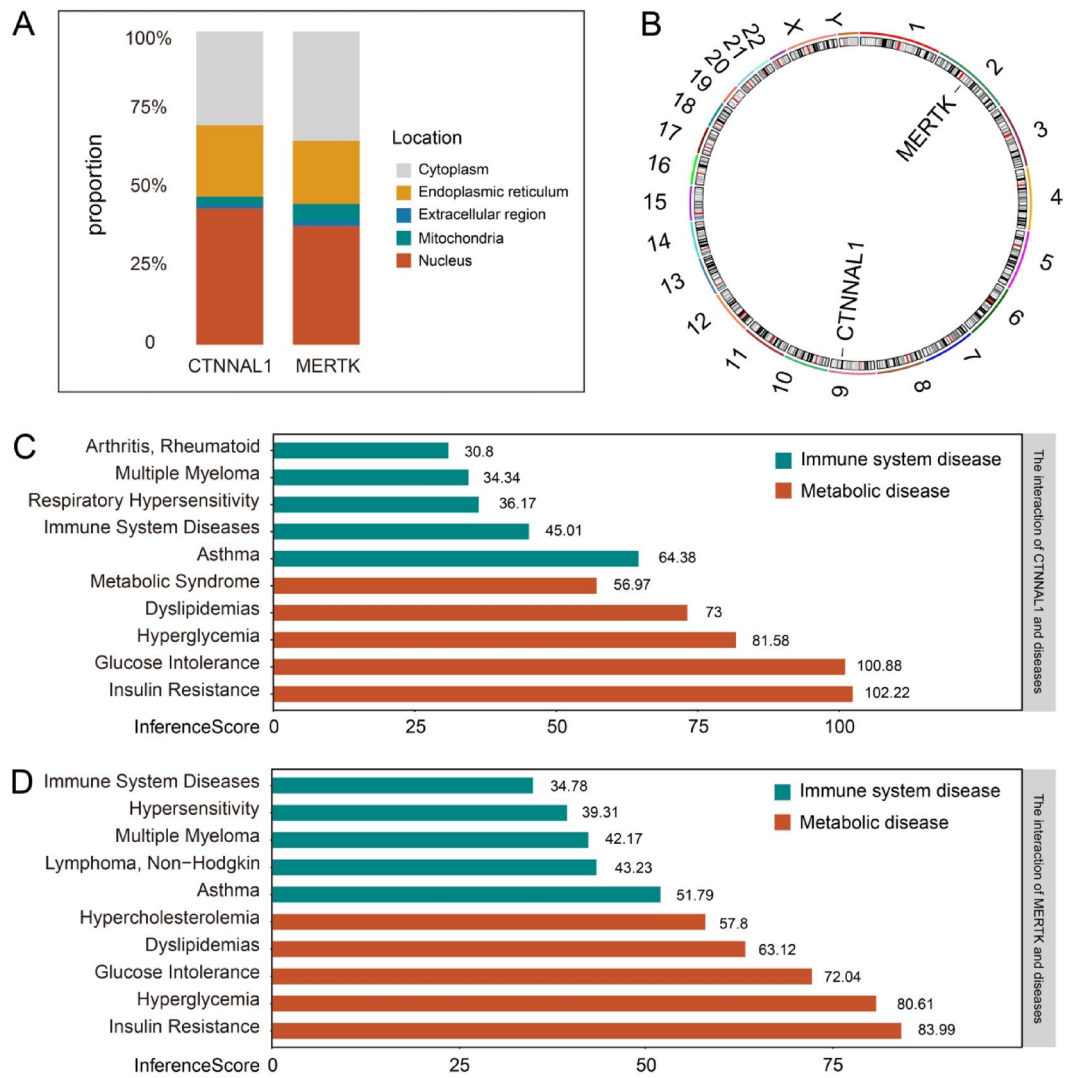 A
100%
75%
50%
25%
0
proportion
CTNNAL1 MERTK
Location
Cytoplasm
Endoplasmic reticulum
Extracellular region
Mitochondria
Nucleus
B
1
2
3
4
5
6
7
8
9
10
11
12
13
14
15
16
17
18
19
20
21
22
X
Y
MERTK
CTNNAL1
C
Arthritis, Rheumatoid 30.8
Multiple Myeloma 34.34
Respiratory Hypersensitivity 36.17
Immune System Diseases 45.01
Asthma 64.38
Metabolic Syndrome 56.97
Dyslipidemias 73
Hyperglycemia 81.58
Glucose Intolerance 100.88
Insulin Resistance 102.22
InferenceScore 0 25 50 75 100
Immune system disease
Metabolic disease
The interaction of CTNNAL1 and diseases
D
Immune System Diseases 34.78
Hypersensitivity 39.31
Multiple Myeloma 42.17
Lymphoma, Non−Hodgkin 43.23
Asthma 51.79
Hypercholesterolemia 57.8
Dyslipidemias 63.12
Glucose Intolerance 72.04
Hyperglycemia 80.61
Insulin Resistance 83.99
InferenceScore 0 25 50 75
Immune system disease
Metabolic disease
The interaction of MERTK and diseases